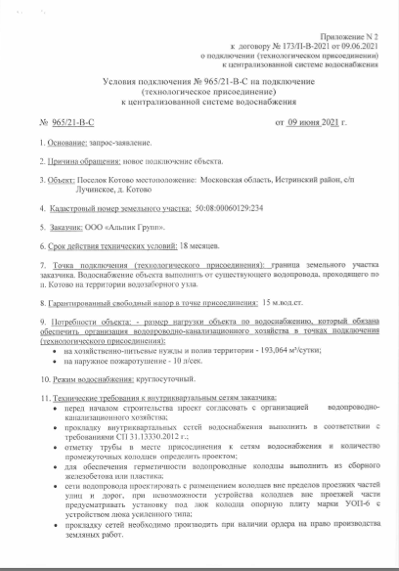 Приложение N 2
к договору № 173/П-В-2021 от 09.06.2021
о подключении (технологическом присоединении)
к централизованной системе водоснабжения
Условия подключения № 965/21-В-С на подключение
(технологическое присоединение)
к централизованной системе водоснабжения
№ 965/21-В-С от 09 июня 2021 г.
1. Основание: запрос-заявление.
2. Причина обращения: новое подключение объекта.
3. Объект: Поселок Котово местоположение: Московская область, Истринский район, с/п
Лучинское, д. Котово
4. Кадастровый номер земельного участка: 50:08:00060129:234
5. Заказчик: ООО «Альпик Групп».
6. Срок действия технических условий: 18 месяцев.
7. Точка подключения (технологического присоединения): граница земельного участка
заказчика. Водоснабжение объекта выполнить от существующего водопровода, проходящего по
п. Котово на территории водозаборного узла.
8. Гарантированный свободный напор в точке присоединения: 15 м.вод.ст.
9. Потребности объекта: - размер нагрузки объекта по водоснабжению, который обязана
обеспечить организация водопроводно-канализационного хозяйства в точках подключения
(технологического присоединения):
• на хозяйственно-питьевые нужды и полив территории - 193,064 м³/сутки;
• на наружное пожаротушение - 10 л/сек.
10. Режим водоснабжения: круглосуточный.
11. Технические требования к внутриквартальным сетям заказчика:
• перед началом строительства проект согласовать с организацией водопроводно-
канализационного хозяйства;
• прокладку внутриквартальных сетей водоснабжения выполнить в соответствии с
требованиями СП 31.13330.2012 г.;
• отметку трубы в месте присоединения к сетям водоснабжения и количество
промежуточных колодцев определить проектом;
• для обеспечения герметичности водопроводные колодцы выполнить из сборного
железобетона или пластика;
• сети водопровода проектировать с размещением колодцев вне пределов проезжих частей
улиц и дорог, при невозможности устройства колодцев вне проезжей части
предусматривать установку под люк колодца опорную плиту марки УОП-6 с
устройством люка усиленного типа;
• прокладку сетей необходимо производить при наличии ордера на право производства
земляных работ.